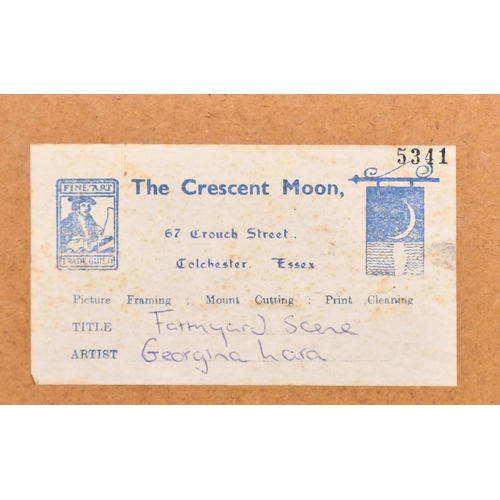 5341
FINE ART
TRADE GUILD
The Crescent Moon,
67 Crouch Street,
Colchester. Essex
Picture Framing ; Mount Cutting ; Print Cleaning
TITLE Farmyard Scene
ARTIST Georgina Lara